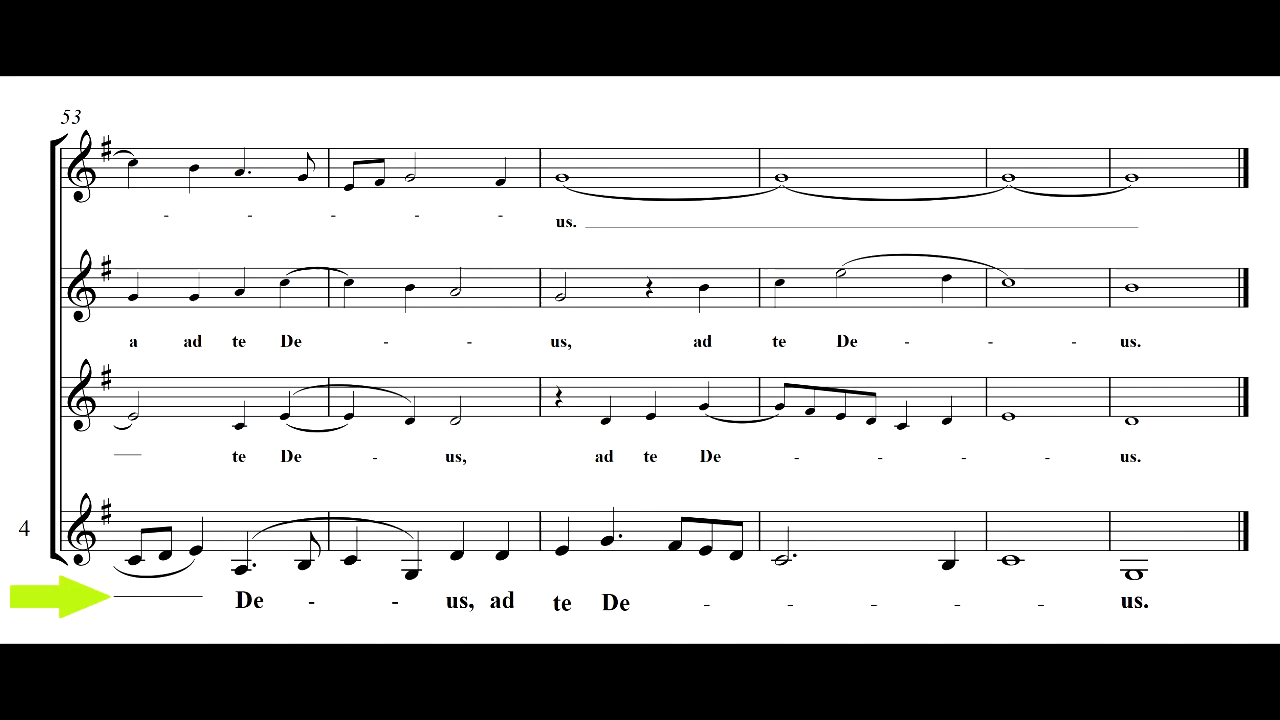 53
- - - - - us.
a ad te De - - us, ad te De - - - us.
te De - us, ad te De - - - - - us.
4
De - - us, ad te De - - - - - us.